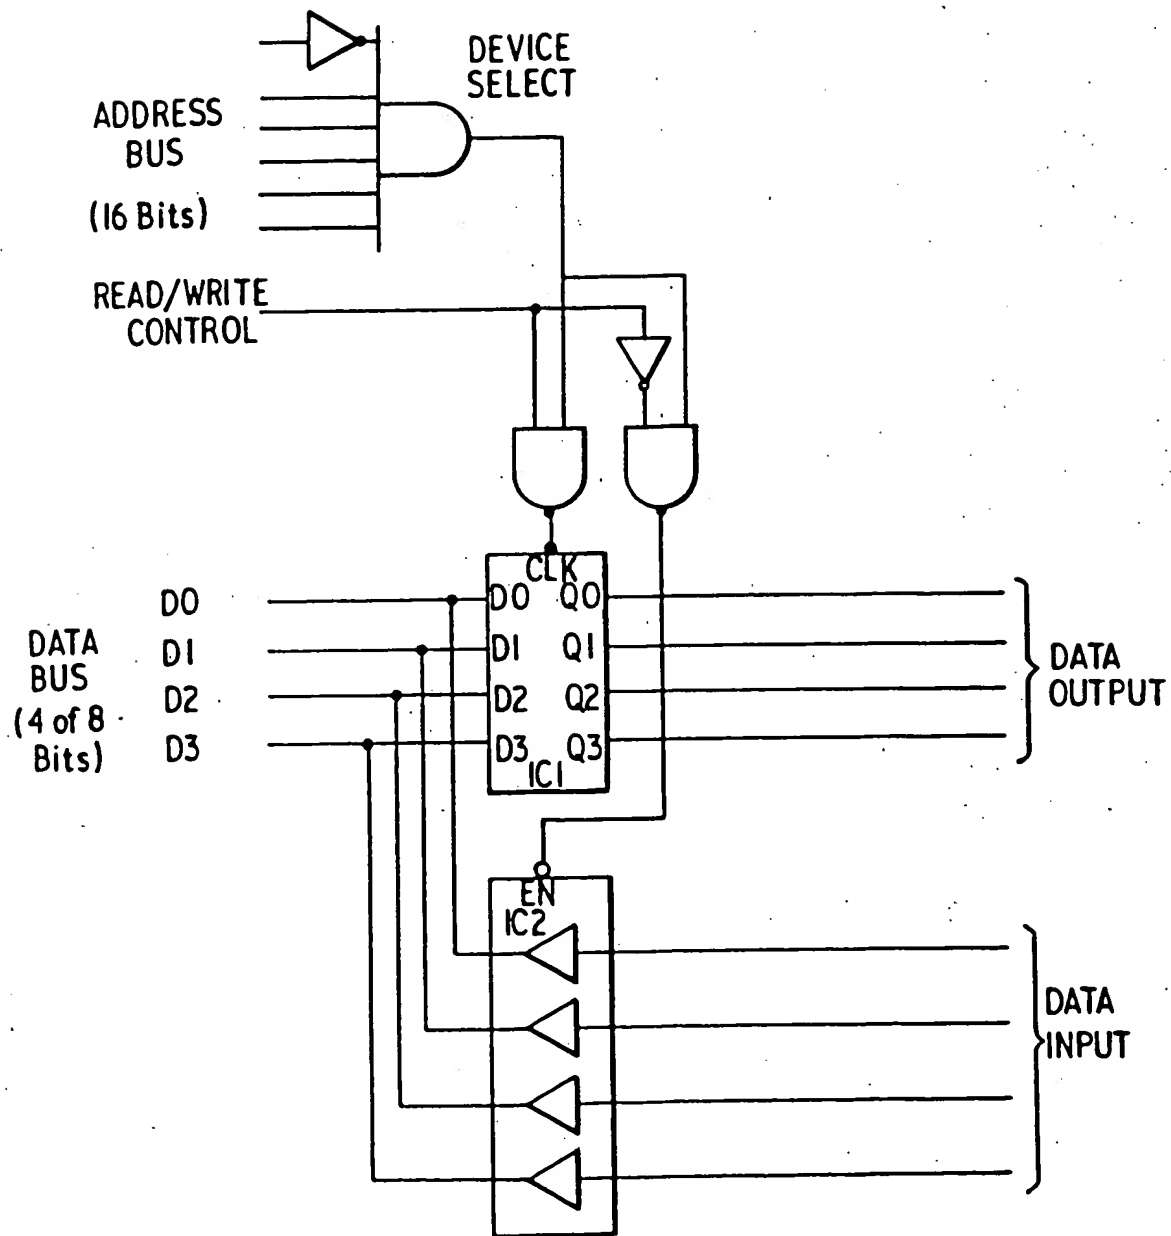 DEVICE
SELECT
ADDRESS
BUS
(16 Bits)
READ/WRITE
CONTROL
CLK
D0 Q0
D1 Q1
D2 Q2
D3 Q3
IC1
D0
D1
D2
D3
DATA
BUS
(4 of 8
Bits)
DATA
OUTPUT
EN
IC2
DATA
INPUT